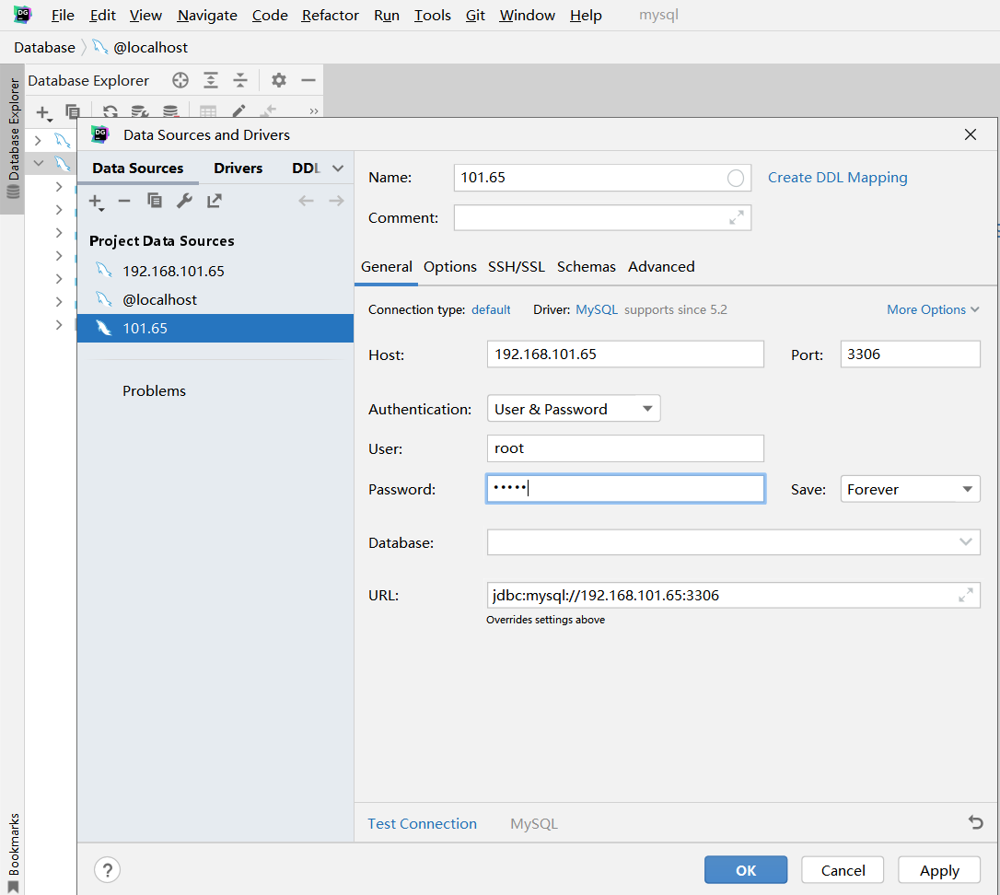 File Edit View Navigate Code Refactor Run Tools Git Window Help mysql
Database @localhost
Database Explorer
Database Explorer
Data Sources and Drivers
Data Sources Drivers DDL
Project Data Sources
192.168.101.65
@localhost
101.65
Problems
Name: 101.65 Create DDL Mapping
Comment:
General Options SSH/SSL Schemas Advanced
Connection type: default Driver: MySQL supports since 5.2 More Options
Host: 192.168.101.65 Port: 3306
Authentication: User & Password
User: root
Password: ••••• Save: Forever
Database:
URL: jdbc:mysql://192.168.101.65:3306
Overrides settings above
Test Connection MySQL
? OK Cancel Apply
Bookmarks